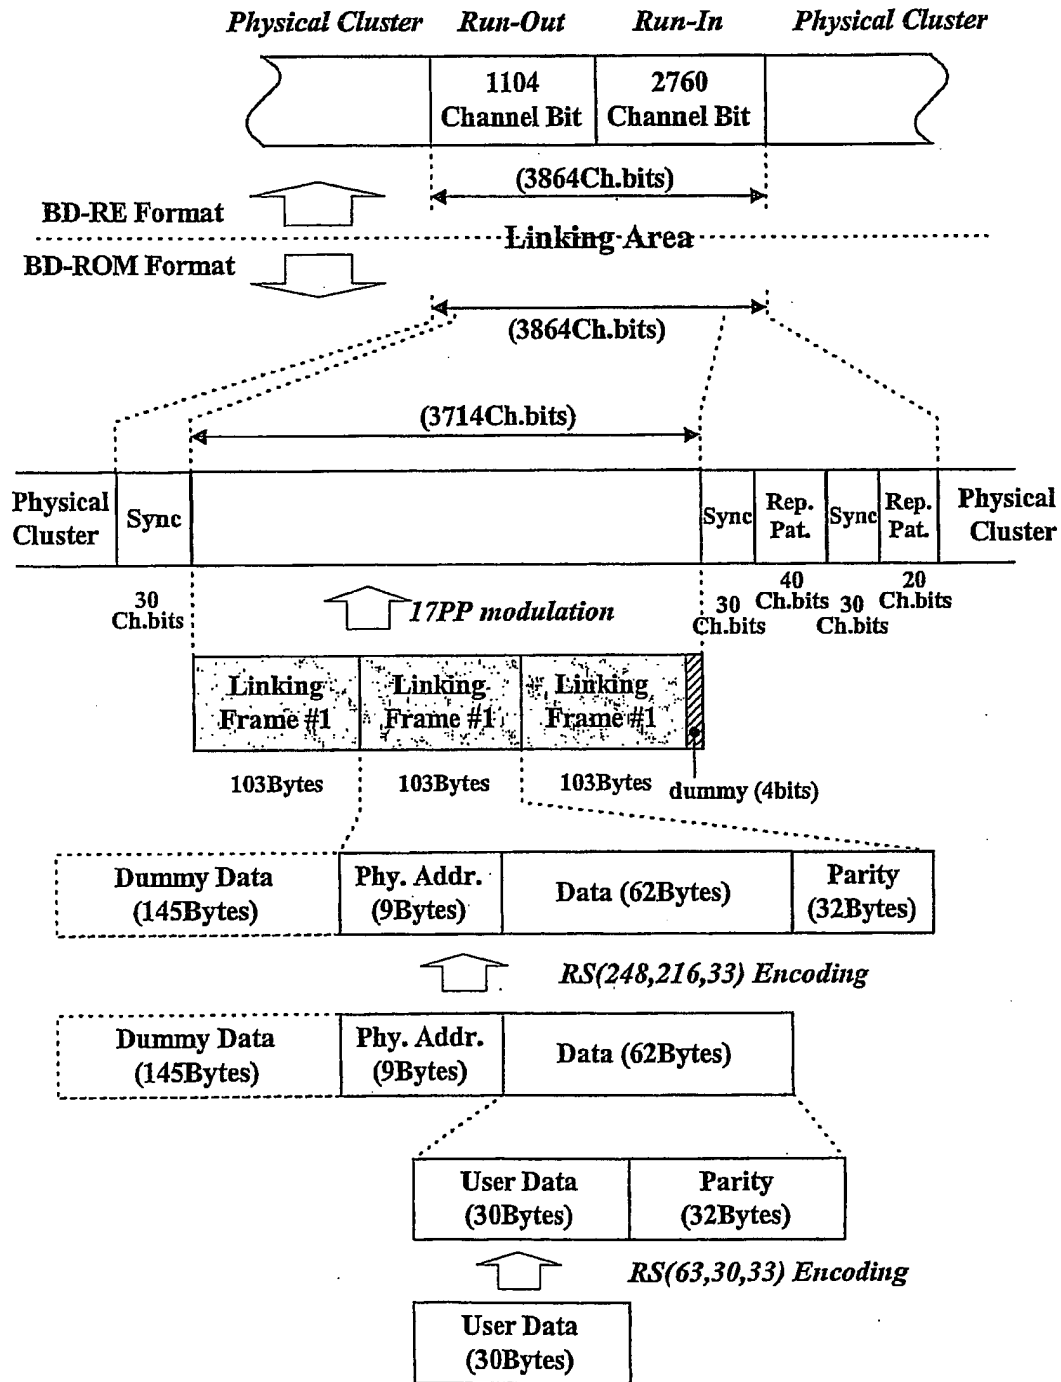 Physical Cluster Run-Out Run-In Physical Cluster
1104 2760
Channel Bit Channel Bit
(3864Ch.bits)
BD-RE Format
Linking Area
BD-ROM Format
(3864Ch.bits)
(3714Ch.bits)
Physical Cluster
Sync
Sync
Rep. Pat.
Sync
Rep. Pat.
Physical Cluster
30 Ch.bits
17PP modulation
30 Ch.bits
40 Ch.bits
30 Ch.bits
20 Ch.bits
Linking Linking Linking
Frame #1 Frame #1 Frame #1
103Bytes 103Bytes 103Bytes dummy (4bits)
Dummy Data Phy. Addr. Data (62Bytes) Parity
(145Bytes) (9Bytes) (32Bytes)
RS(248,216,33) Encoding
Dummy Data Phy. Addr. Data (62Bytes)
(145Bytes) (9Bytes)
User Data Parity
(30Bytes) (32Bytes)
RS(63,30,33) Encoding
User Data
(30Bytes)